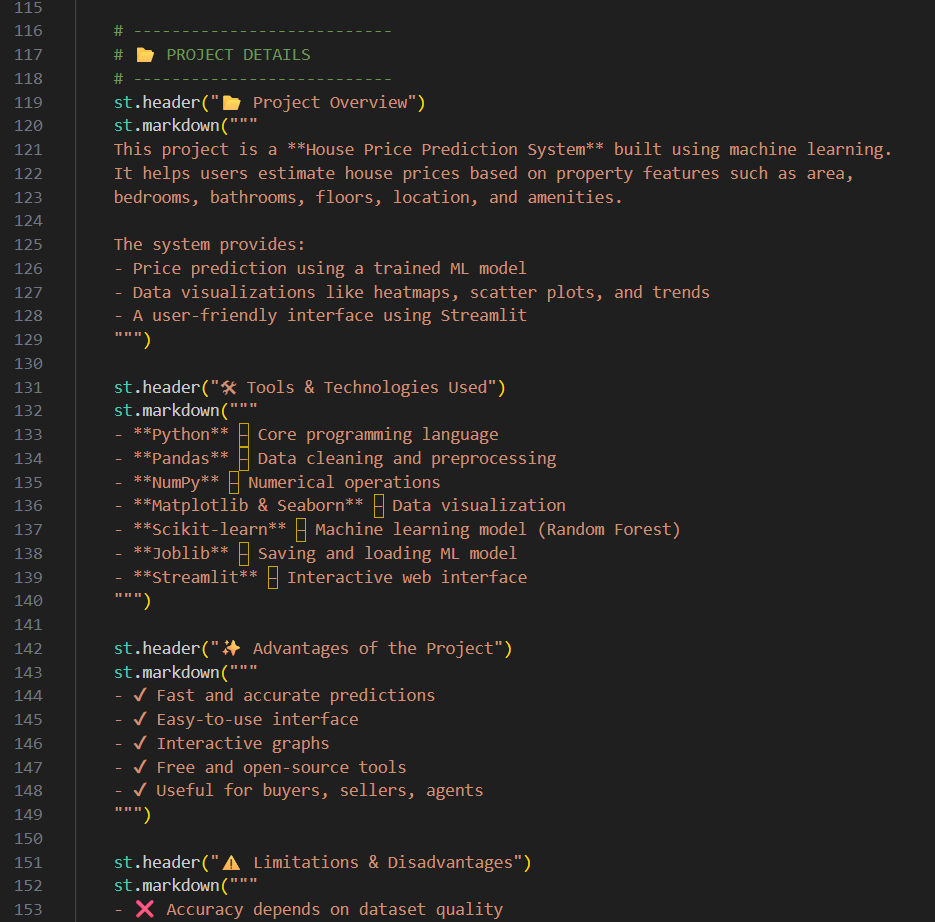 115
116 # ---------------------------
117 # 📂 PROJECT DETAILS
118 # ---------------------------
119 st.header("📂 Project Overview")
120 st.markdown("""
121 This project is a **House Price Prediction System** built using machine learning.
122 It helps users estimate house prices based on property features such as area,
123 bedrooms, bathrooms, floors, location, and amenities.
124
125 The system provides:
126 - Price prediction using a trained ML model
127 - Data visualizations like heatmaps, scatter plots, and trends
128 - A user-friendly interface using Streamlit
129 """)
130
131 st.header("🛠 Tools & Technologies Used")
132 st.markdown("""
133 - **Python** – Core programming language
134 - **Pandas** – Data cleaning and preprocessing
135 - **NumPy** – Numerical operations
136 - **Matplotlib & Seaborn** – Data visualization
137 - **Scikit-learn** – Machine learning model (Random Forest)
138 - **Joblib** – Saving and loading ML model
139 - **Streamlit** – Interactive web interface
140 """)
141
142 st.header("✨ Advantages of the Project")
143 st.markdown("""
144 - ✔ Fast and accurate predictions
145 - ✔ Easy-to-use interface
146 - ✔ Interactive graphs
147 - ✔ Free and open-source tools
148 - ✔ Useful for buyers, sellers, agents
149 """)
150
151 st.header("⚠ Limitations & Disadvantages")
152 st.markdown("""
153 - ❌ Accuracy depends on dataset quality